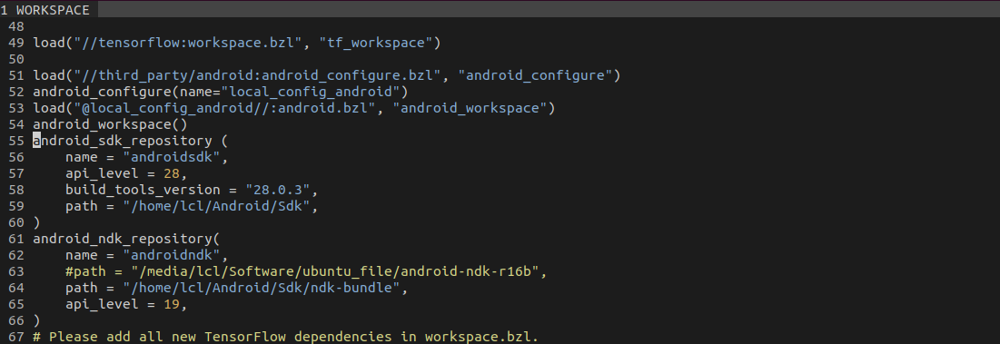 1 WORKSPACE
48
49 load("//tensorflow:workspace.bzl", "tf_workspace")
50
51 load("//third_party/android:android_configure.bzl", "android_configure")
52 android_configure(name="local_config_android")
53 load("@local_config_android//:android.bzl", "android_workspace")
54 android_workspace()
55 android_sdk_repository (
56     name = "androidsdk",
57     api_level = 28,
58     build_tools_version = "28.0.3",
59     path = "/home/lcl/Android/Sdk",
60 )
61 android_ndk_repository(
62     name = "androidndk",
63     #path = "/media/lcl/Software/ubuntu_file/android-ndk-r16b",
64     path = "/home/lcl/Android/Sdk/ndk-bundle",
65     api_level = 19,
66 )
67 # Please add all new TensorFlow dependencies in workspace.bzl.